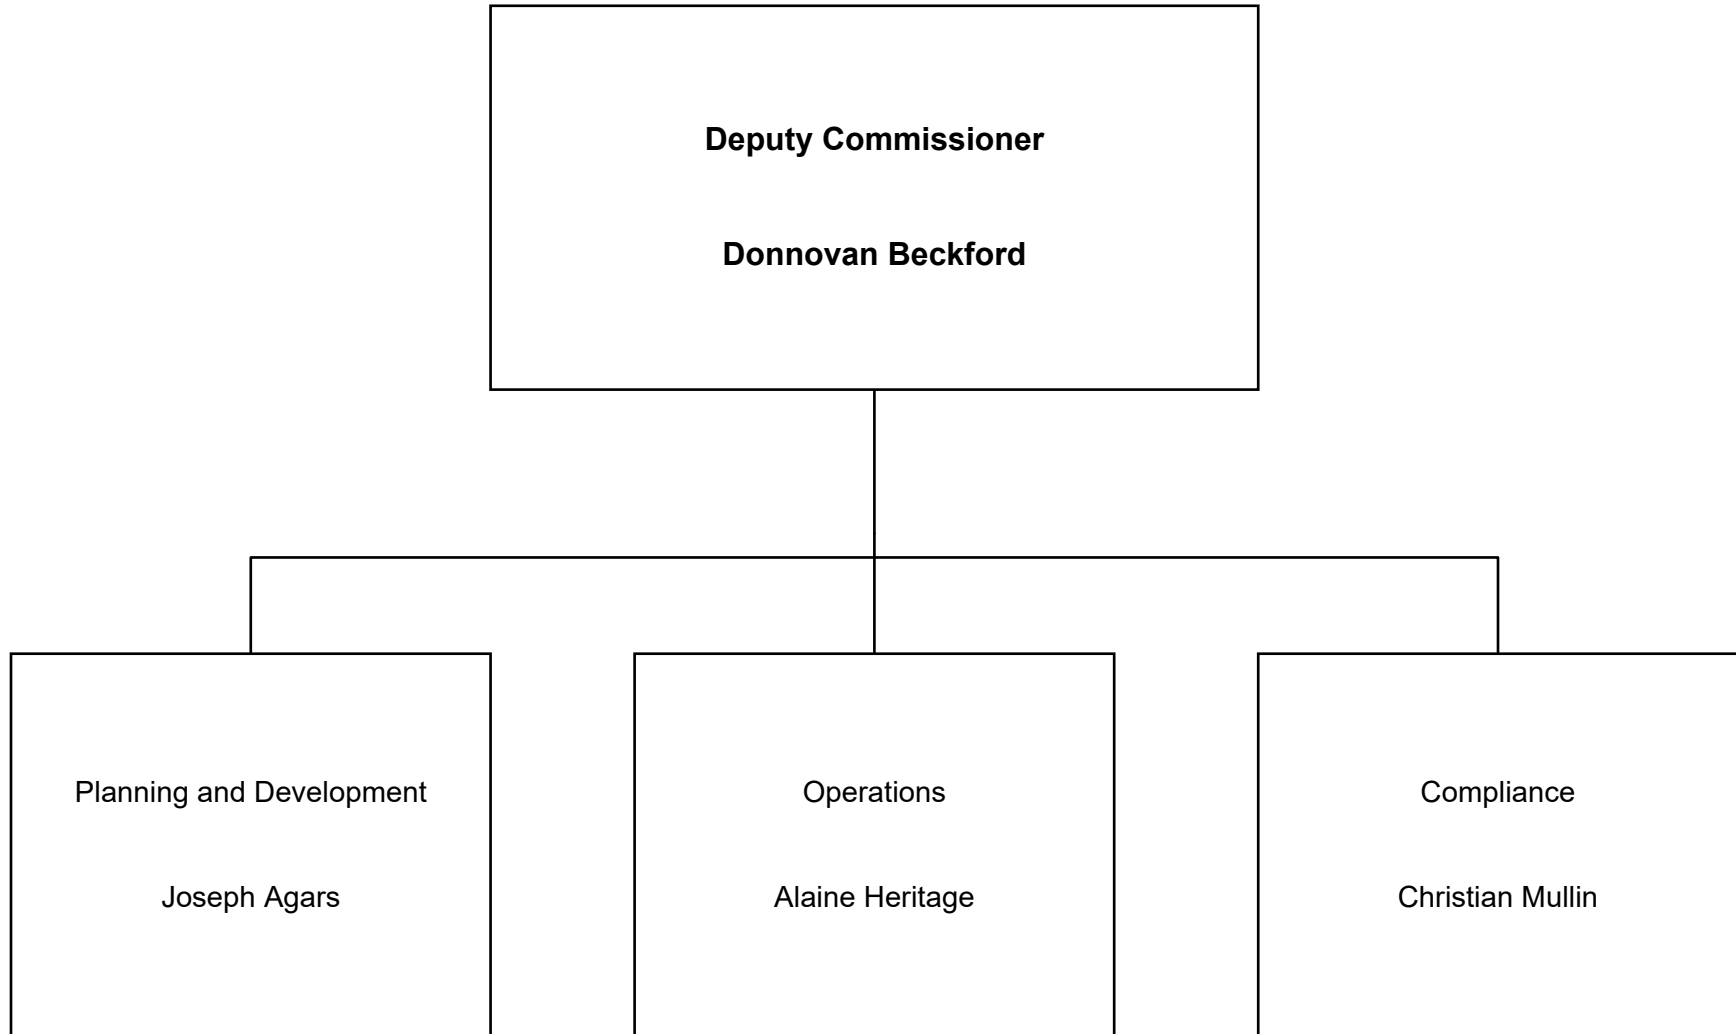 Deputy Commissioner
Donnovan Beckford
Planning and Development
Joseph Agars
Operations
Alaine Heritage
Compliance
Christian Mullin